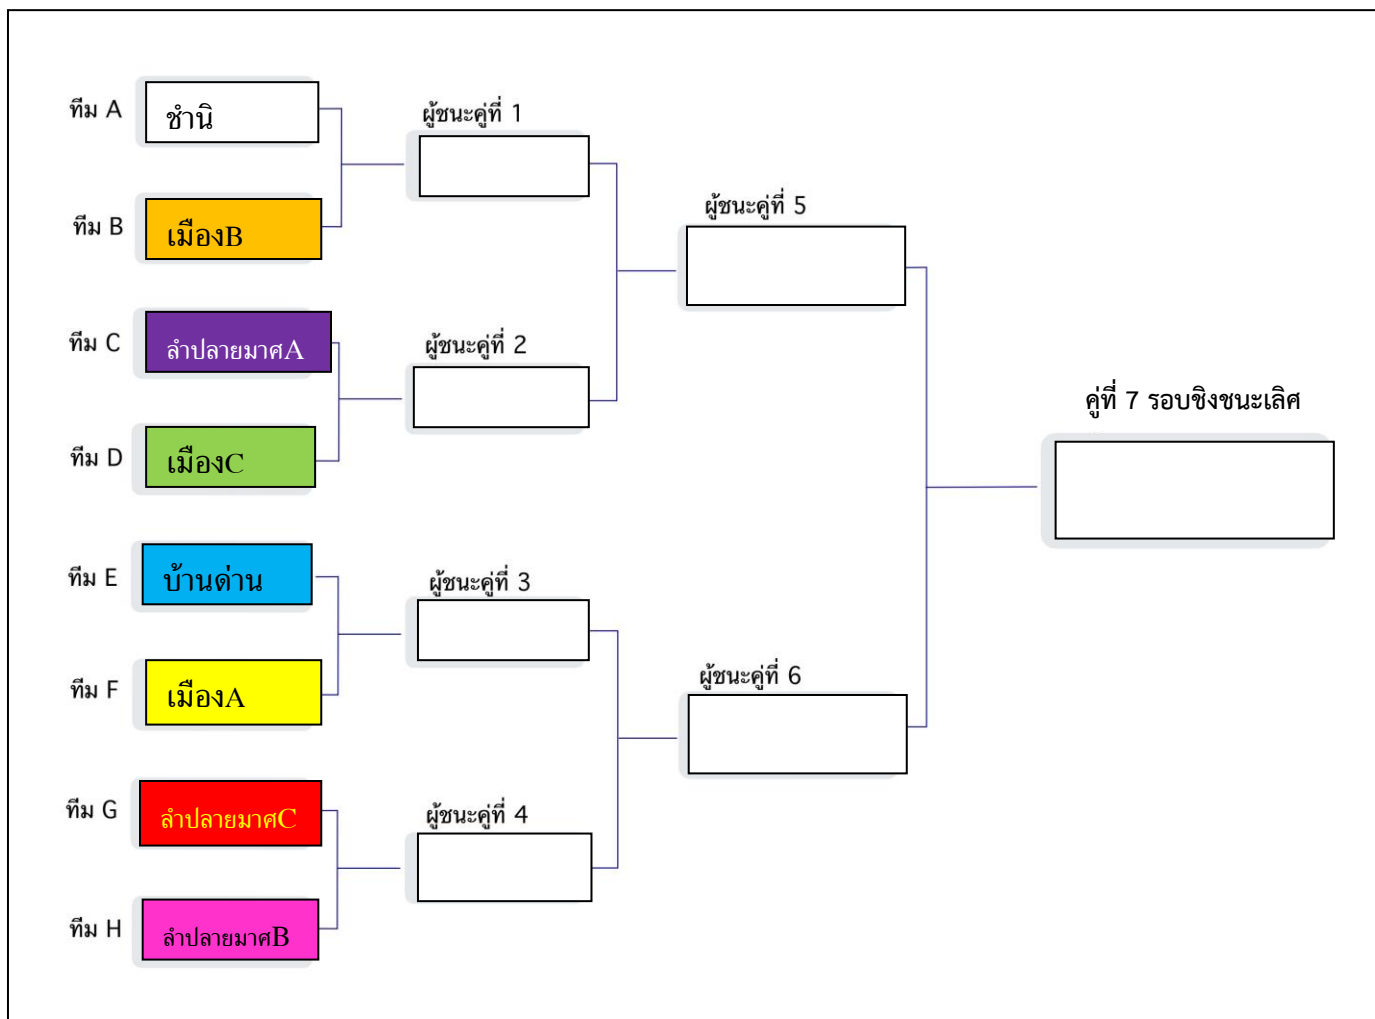 ทีม A
ชำนิ
ทีม B
เมืองB
ทีม C
ลำปลายมาศA
ทีม D
เมืองC
ทีม E
บ้านด่าน
ทีม F
เมืองA
ทีม G
ลำปลายมาศC
ทีม H
ลำปลายมาศB
ผู้ชนะคู่ที่ 1
ผู้ชนะคู่ที่ 2
ผู้ชนะคู่ที่ 3
ผู้ชนะคู่ที่ 4
ผู้ชนะคู่ที่ 5
ผู้ชนะคู่ที่ 6
คู่ที่ 7 รอบชิงชนะเลิศ